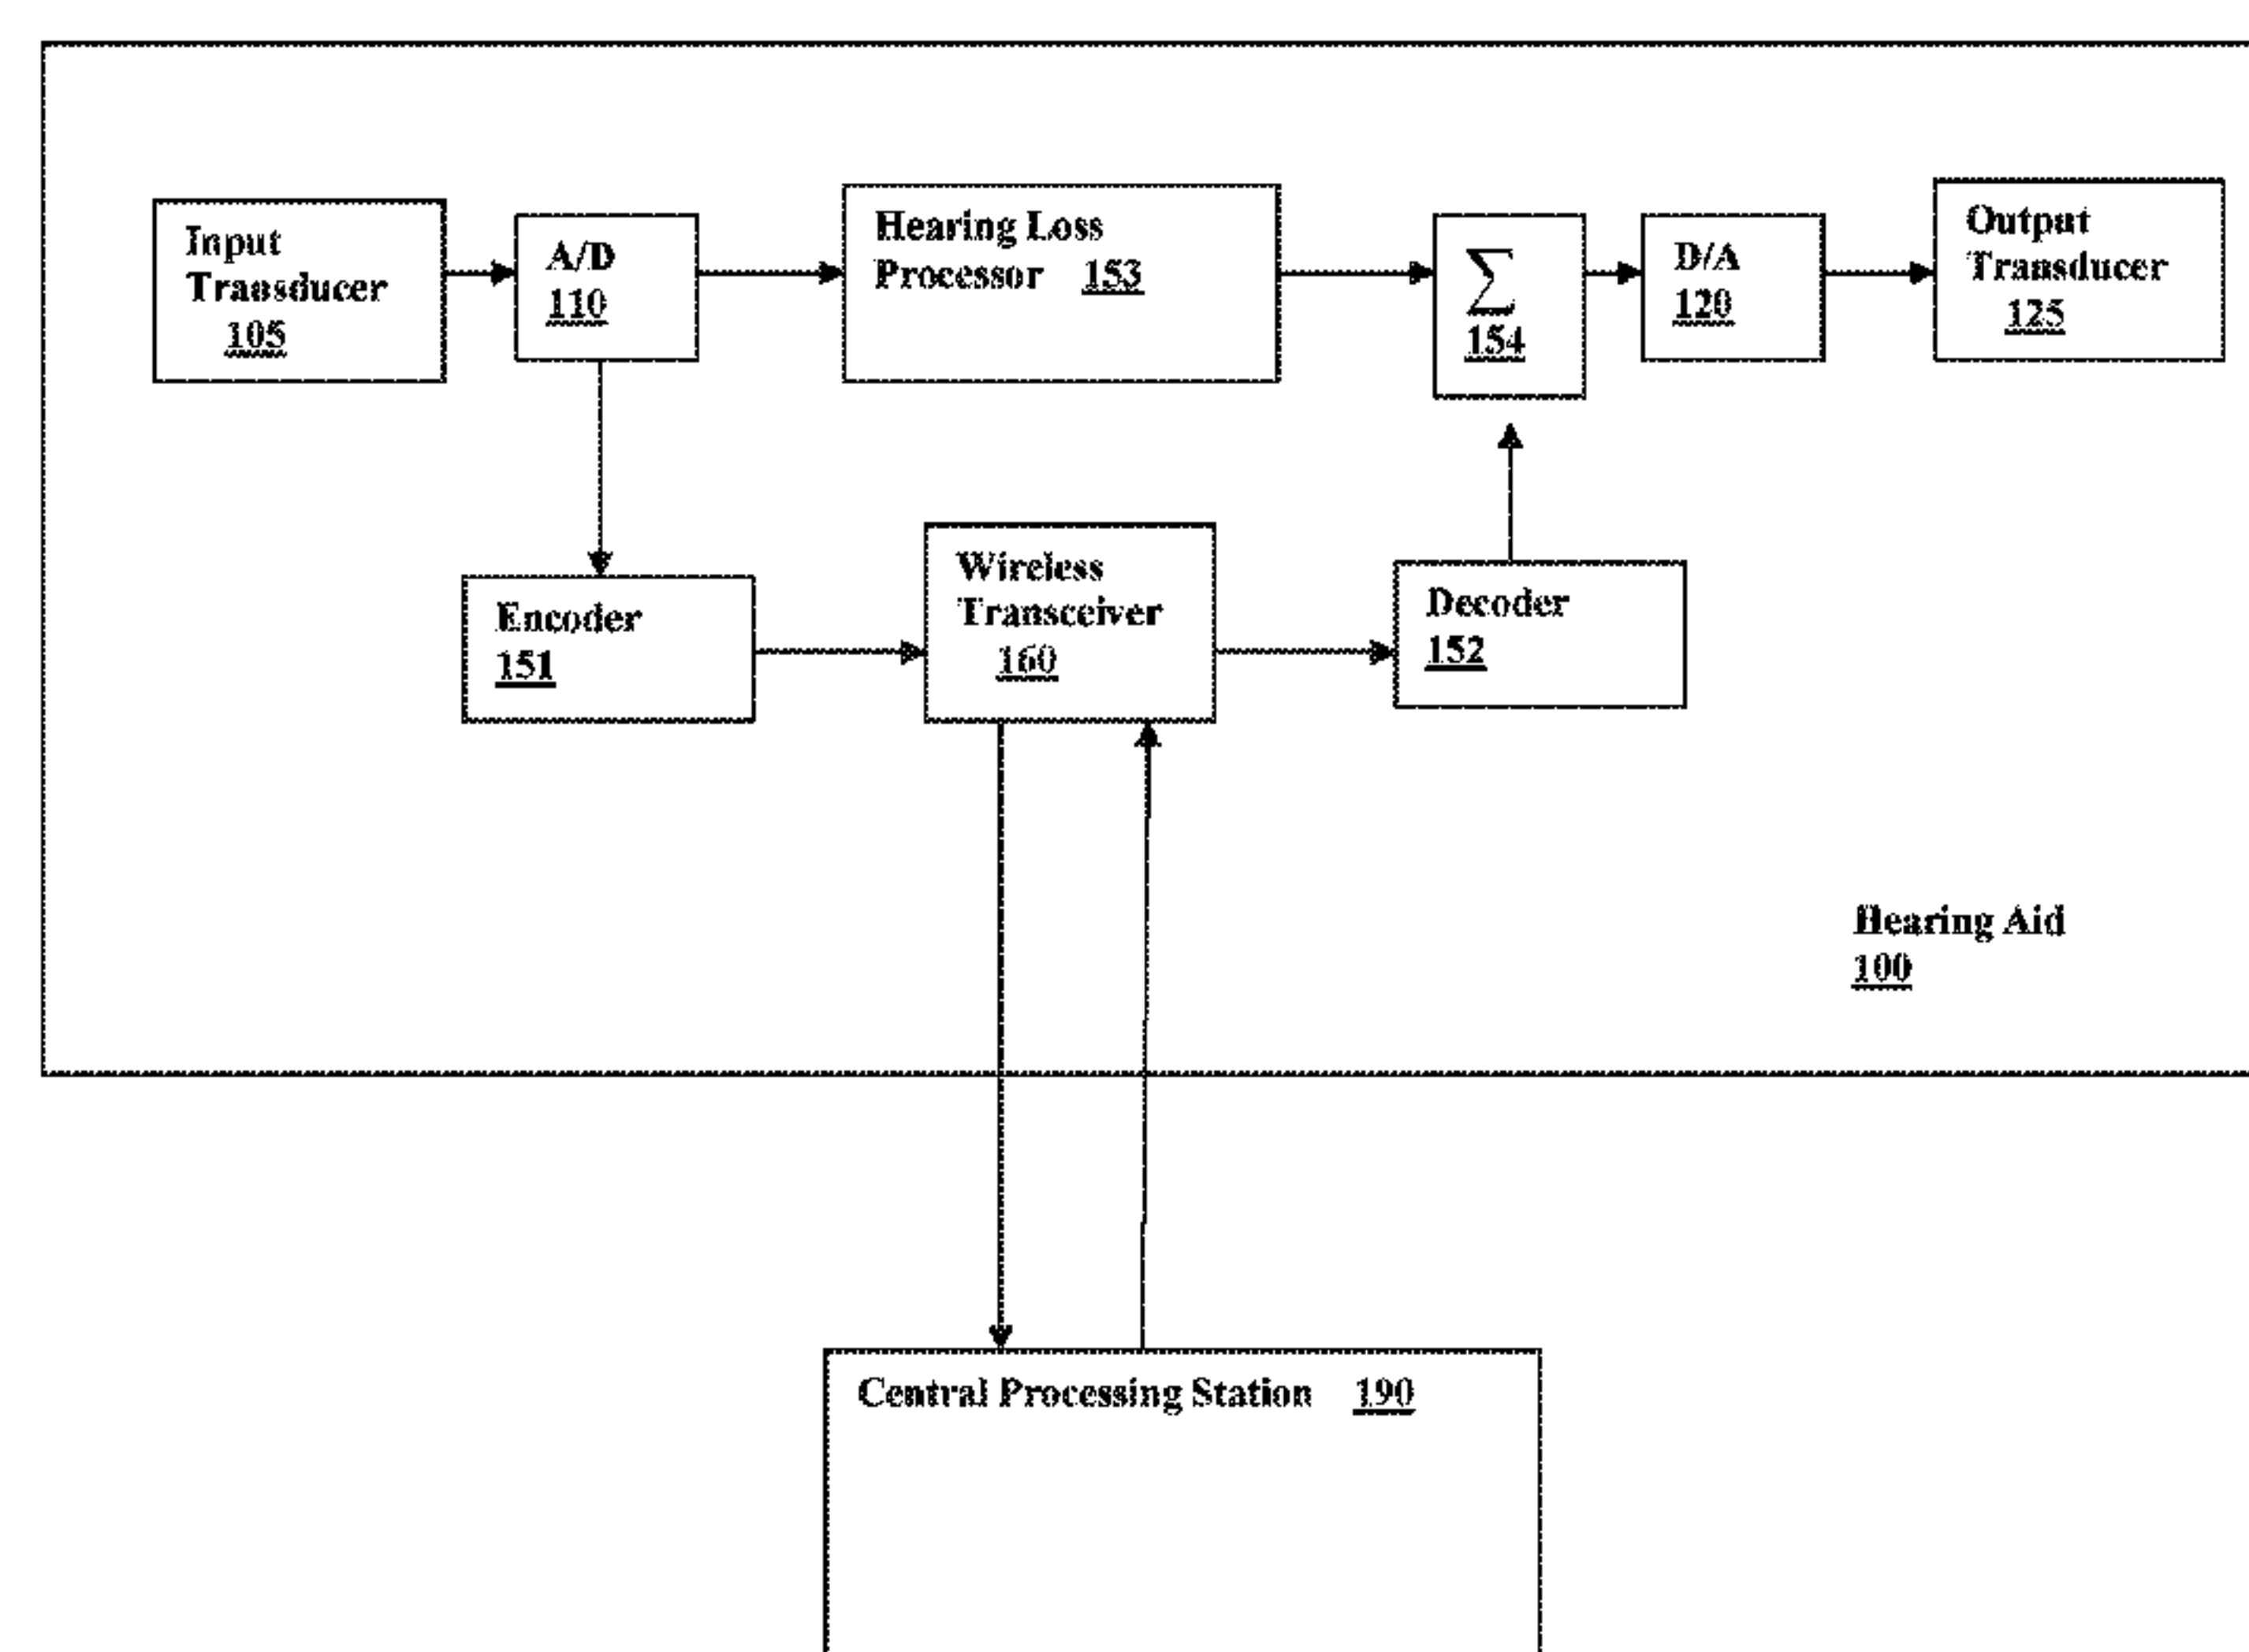 Input
Transducer
105
A/D
110
Hearing Loss
Processor 153
∑
154
D/A
120
Output
Transducer
125
Encoder
151
Wireless
Transceiver
160
Decoder
152
Hearing Aid
100
Central Processing Station 190